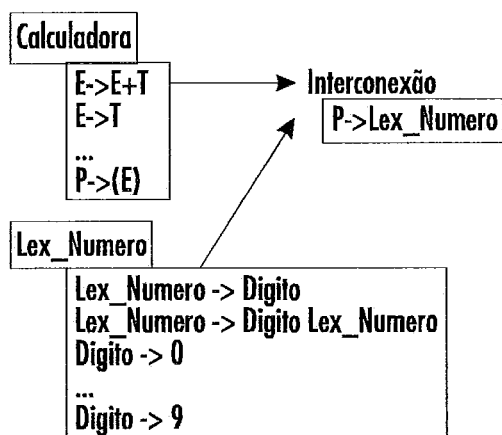 Calculadora
E->E+T
E->T
...
P->(E)
Interconexão
P->Lex_Numero
Lex_Numero
Lex_Numero -> Digito
Lex_Numero -> Digito Lex_Numero
Digito -> 0
...
Digito -> 9